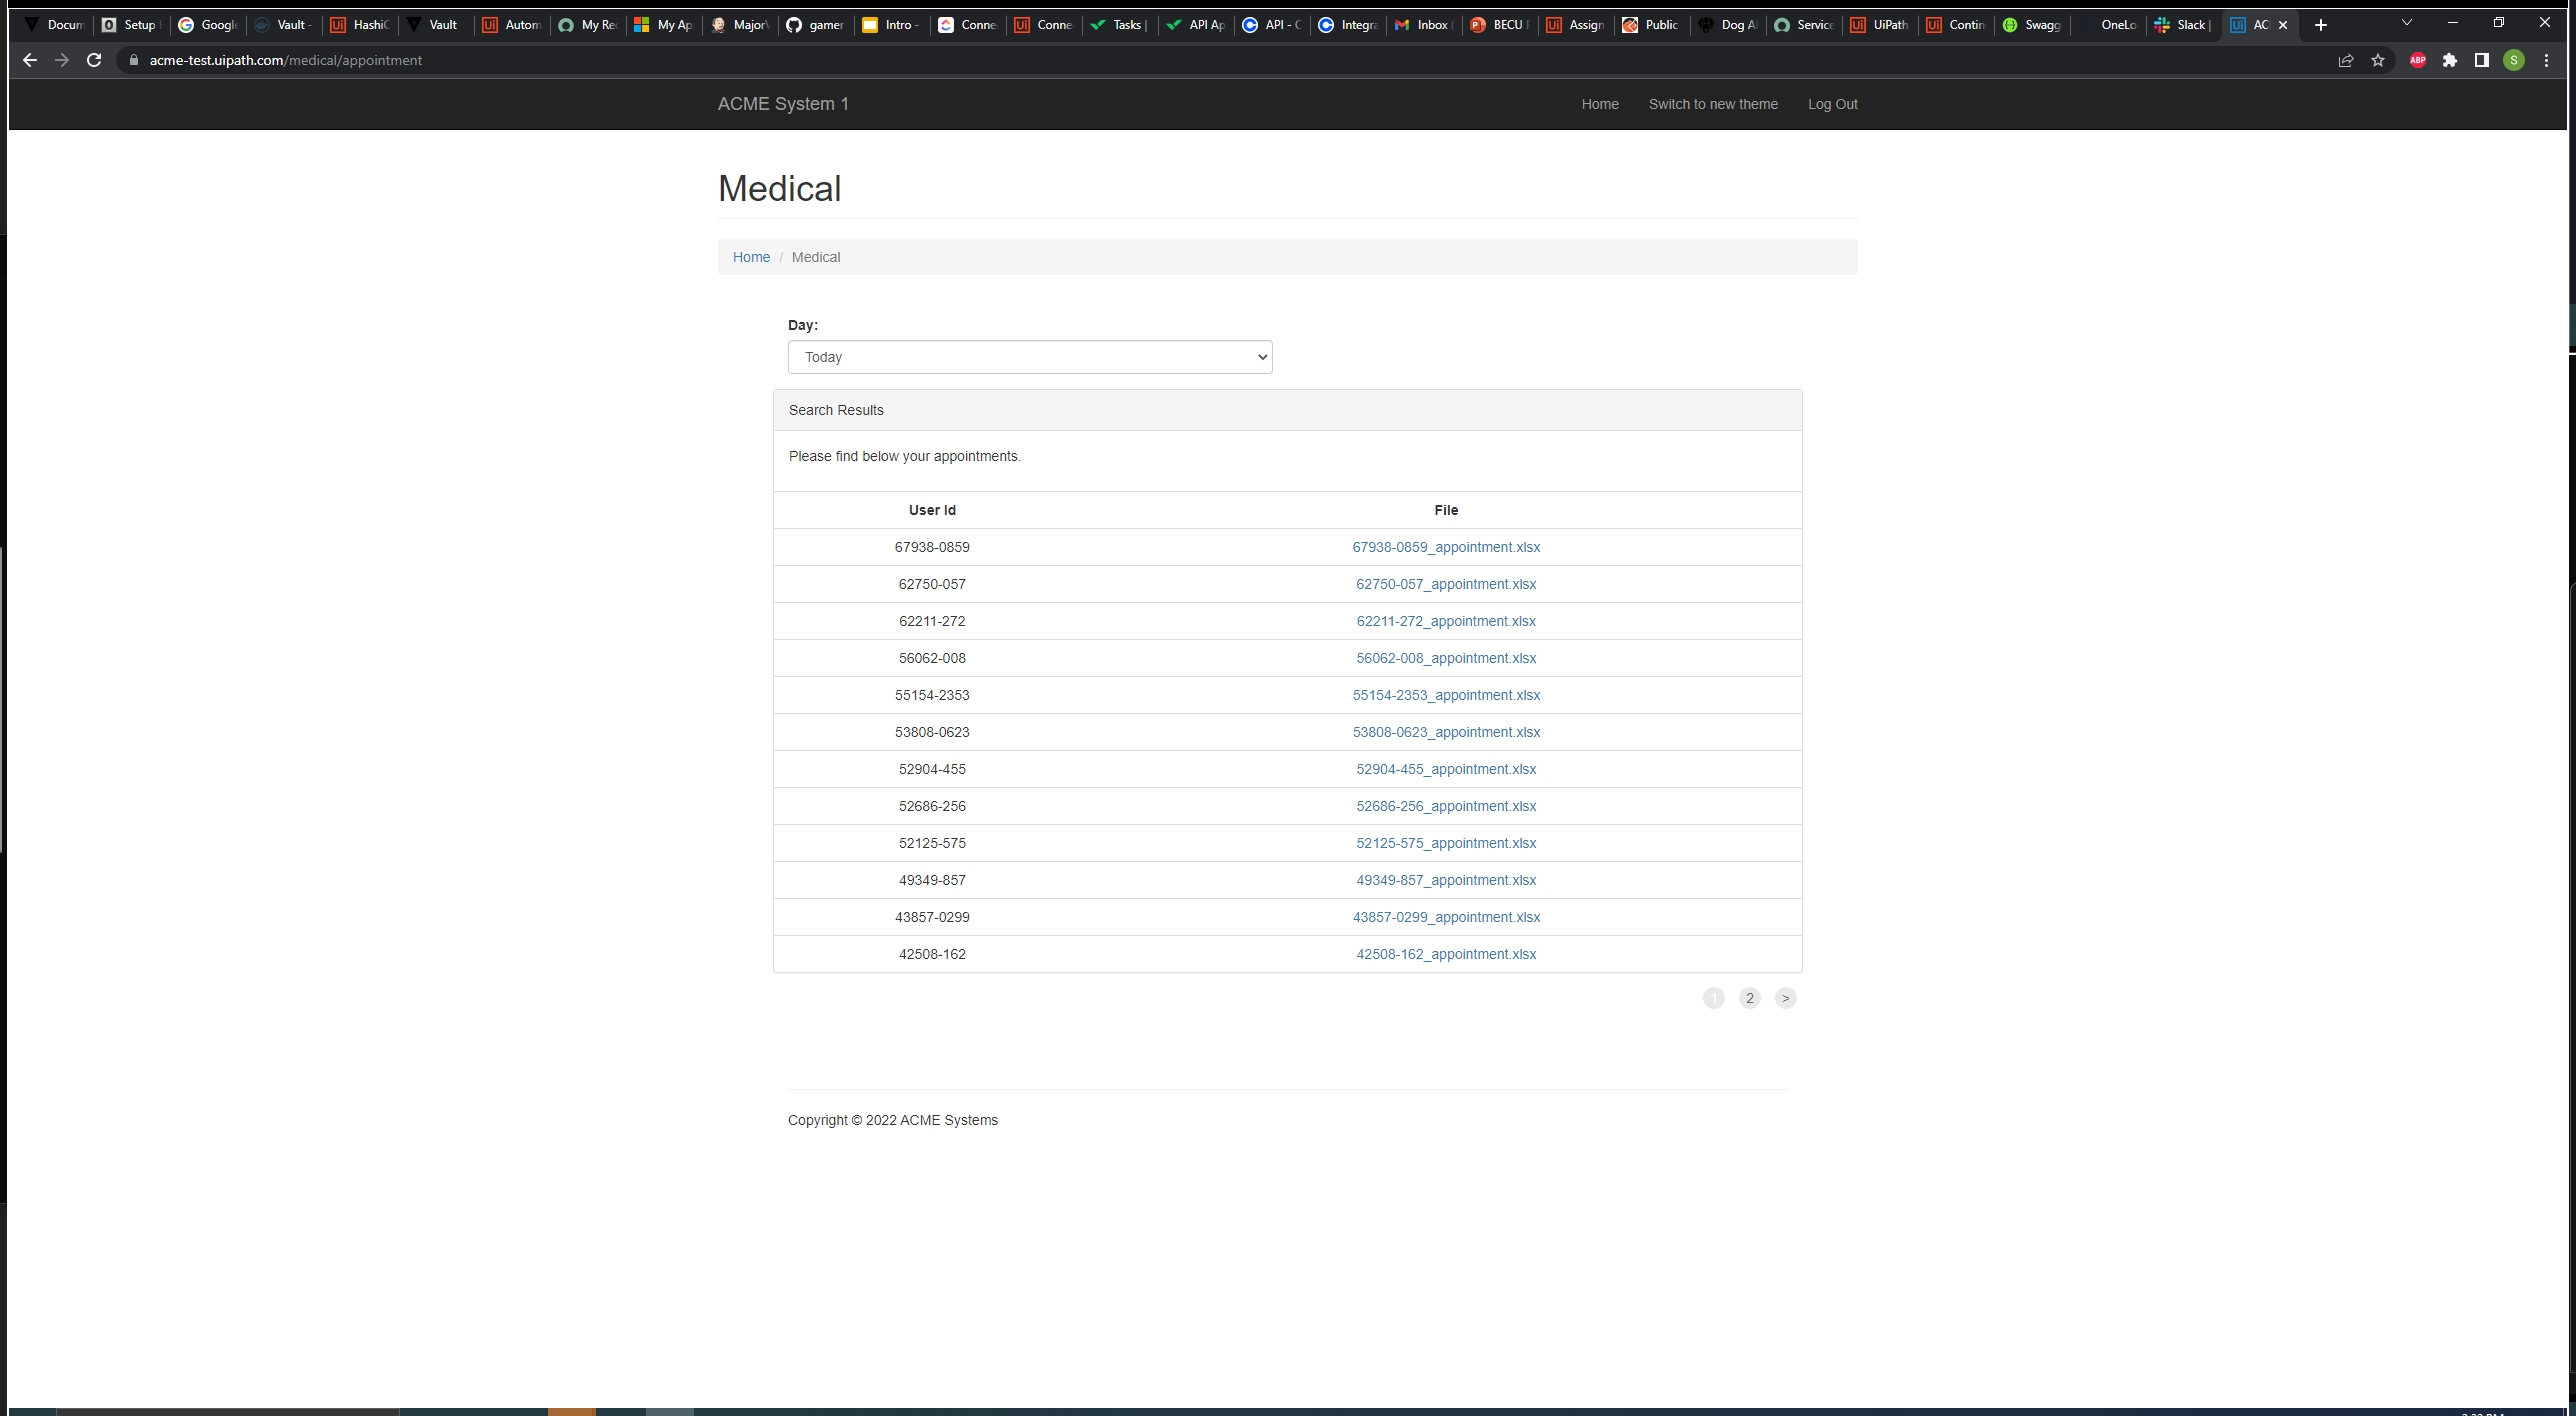 Docum Setup Google Vault - HashiC Vault Autom My Re My Ap Major gamer Intro - Conne Conne Tasks | API Ap API - C Integra Inbox ( BECU Assign Public Dog A Service UiPath Contin Swagg OneLo Slack | AC
acme-test.uipath.com/medical/appointment ABP S
ACME System 1 Home Switch to new theme Log Out
Medical
Home / Medical
Day:
Today
Search Results
Please find below your appointments.
User Id File
67938-0859 67938-0859_appointment.xlsx
62750-057 62750-057_appointment.xlsx
62211-272 62211-272_appointment.xlsx
56062-008 56062-008_appointment.xlsx
55154-2353 55154-2353_appointment.xlsx
53808-0623 53808-0623_appointment.xlsx
52904-455 52904-455_appointment.xlsx
52686-256 52686-256_appointment.xlsx
52125-575 52125-575_appointment.xlsx
49349-857 49349-857_appointment.xlsx
43857-0299 43857-0299_appointment.xlsx
42508-162 42508-162_appointment.xlsx
1 2 >
Copyright © 2022 ACME Systems